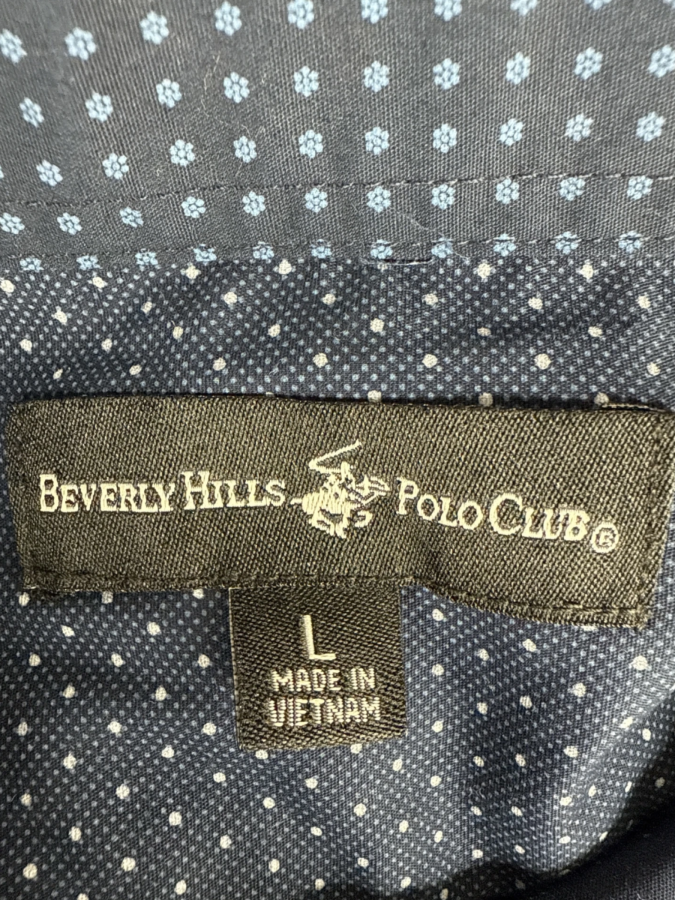 BEVERLY HILLS POLO CLUB®
L
MADE IN
VIETNAM